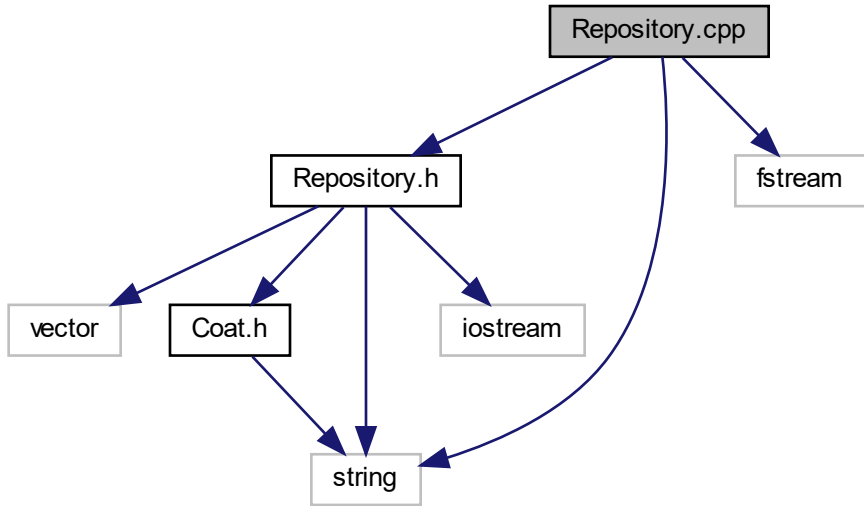 Repository.cpp
Repository.h
fstream
vector
Coat.h
iostream
string